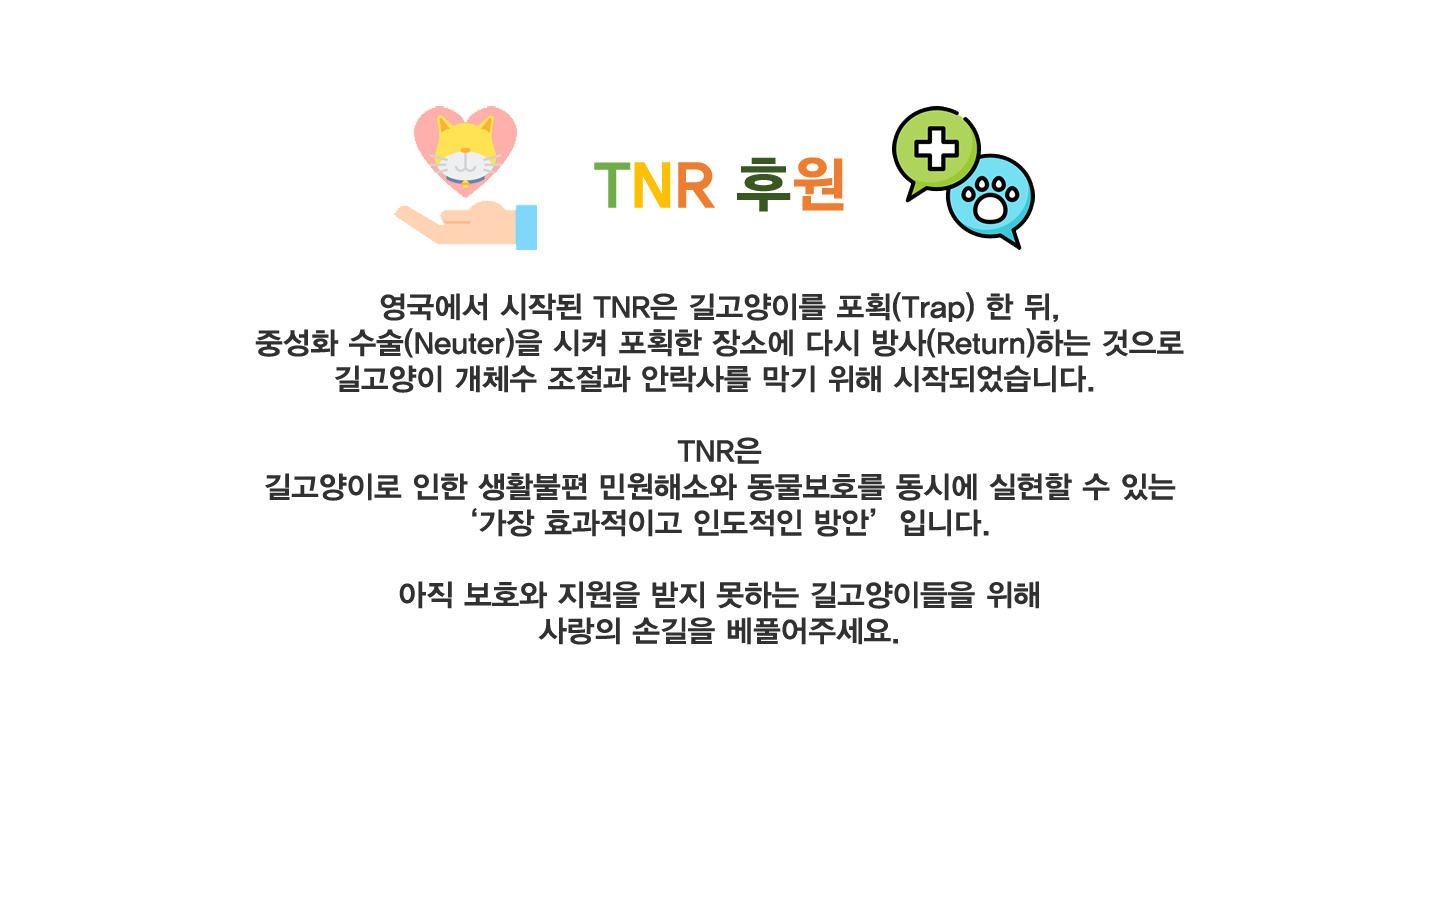 TNR 후원
영국에서 시작된 TNR은 길고양이를 포획(Trap) 한 뒤,
중성화 수술(Neuter)을 시켜 포획한 장소에 다시 방사(Return)하는 것으로
길고양이 개체수 조절과 안락사를 막기 위해 시작되었습니다.
TNR은
길고양이로 인한 생활불편 민원해소와 동물보호를 동시에 실현할 수 있는
‘가장 효과적이고 인도적인 방안’ 입니다.
아직 보호와 지원을 받지 못하는 길고양이들을 위해
사랑의 손길을 베풀어주세요.